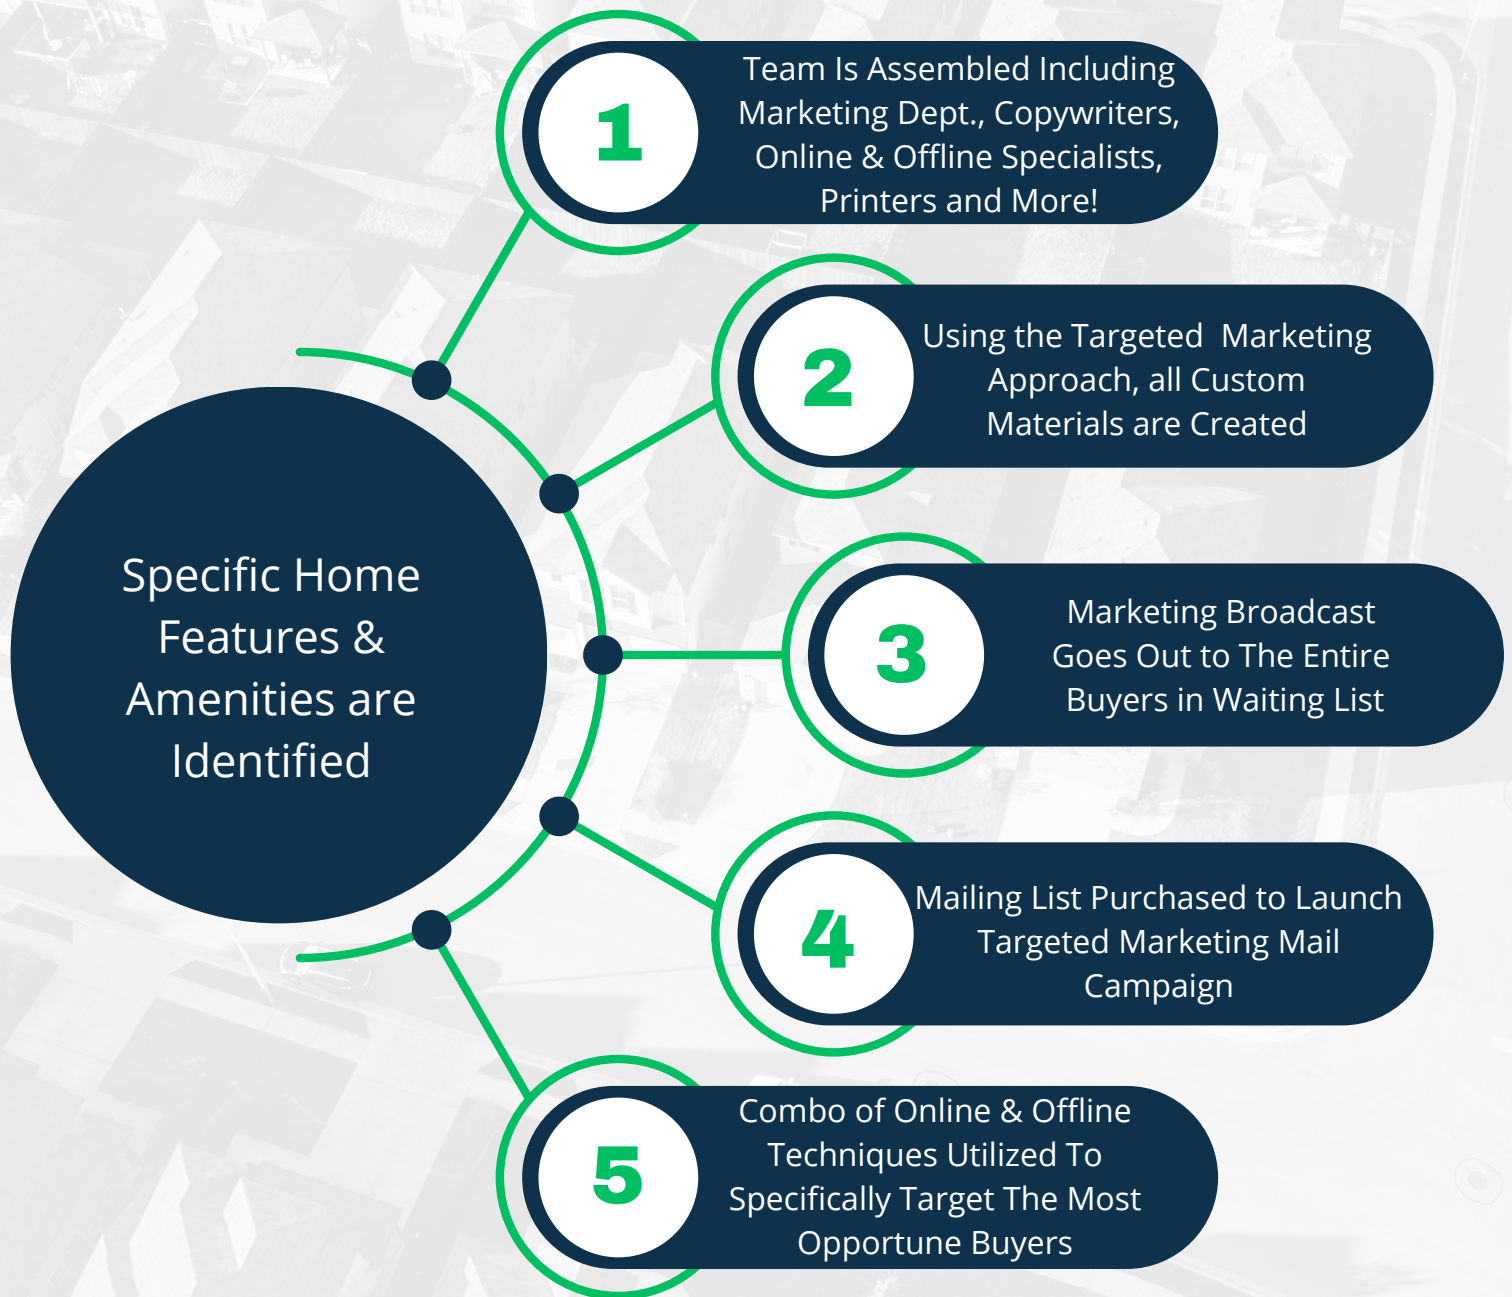 Specific Home
Features &
Amenities are
Identified
1
Team Is Assembled Including
Marketing Dept., Copywriters,
Online & Offline Specialists,
Printers and More!
2
Using the Targeted  Marketing
Approach, all Custom
Materials are Created
3
Marketing Broadcast
Goes Out to The Entire
Buyers in Waiting List
4
Mailing List Purchased to Launch
Targeted Marketing Mail
Campaign
5
Combo of Online & Offline
Techniques Utilized To
Specifically Target The Most
Opportune Buyers